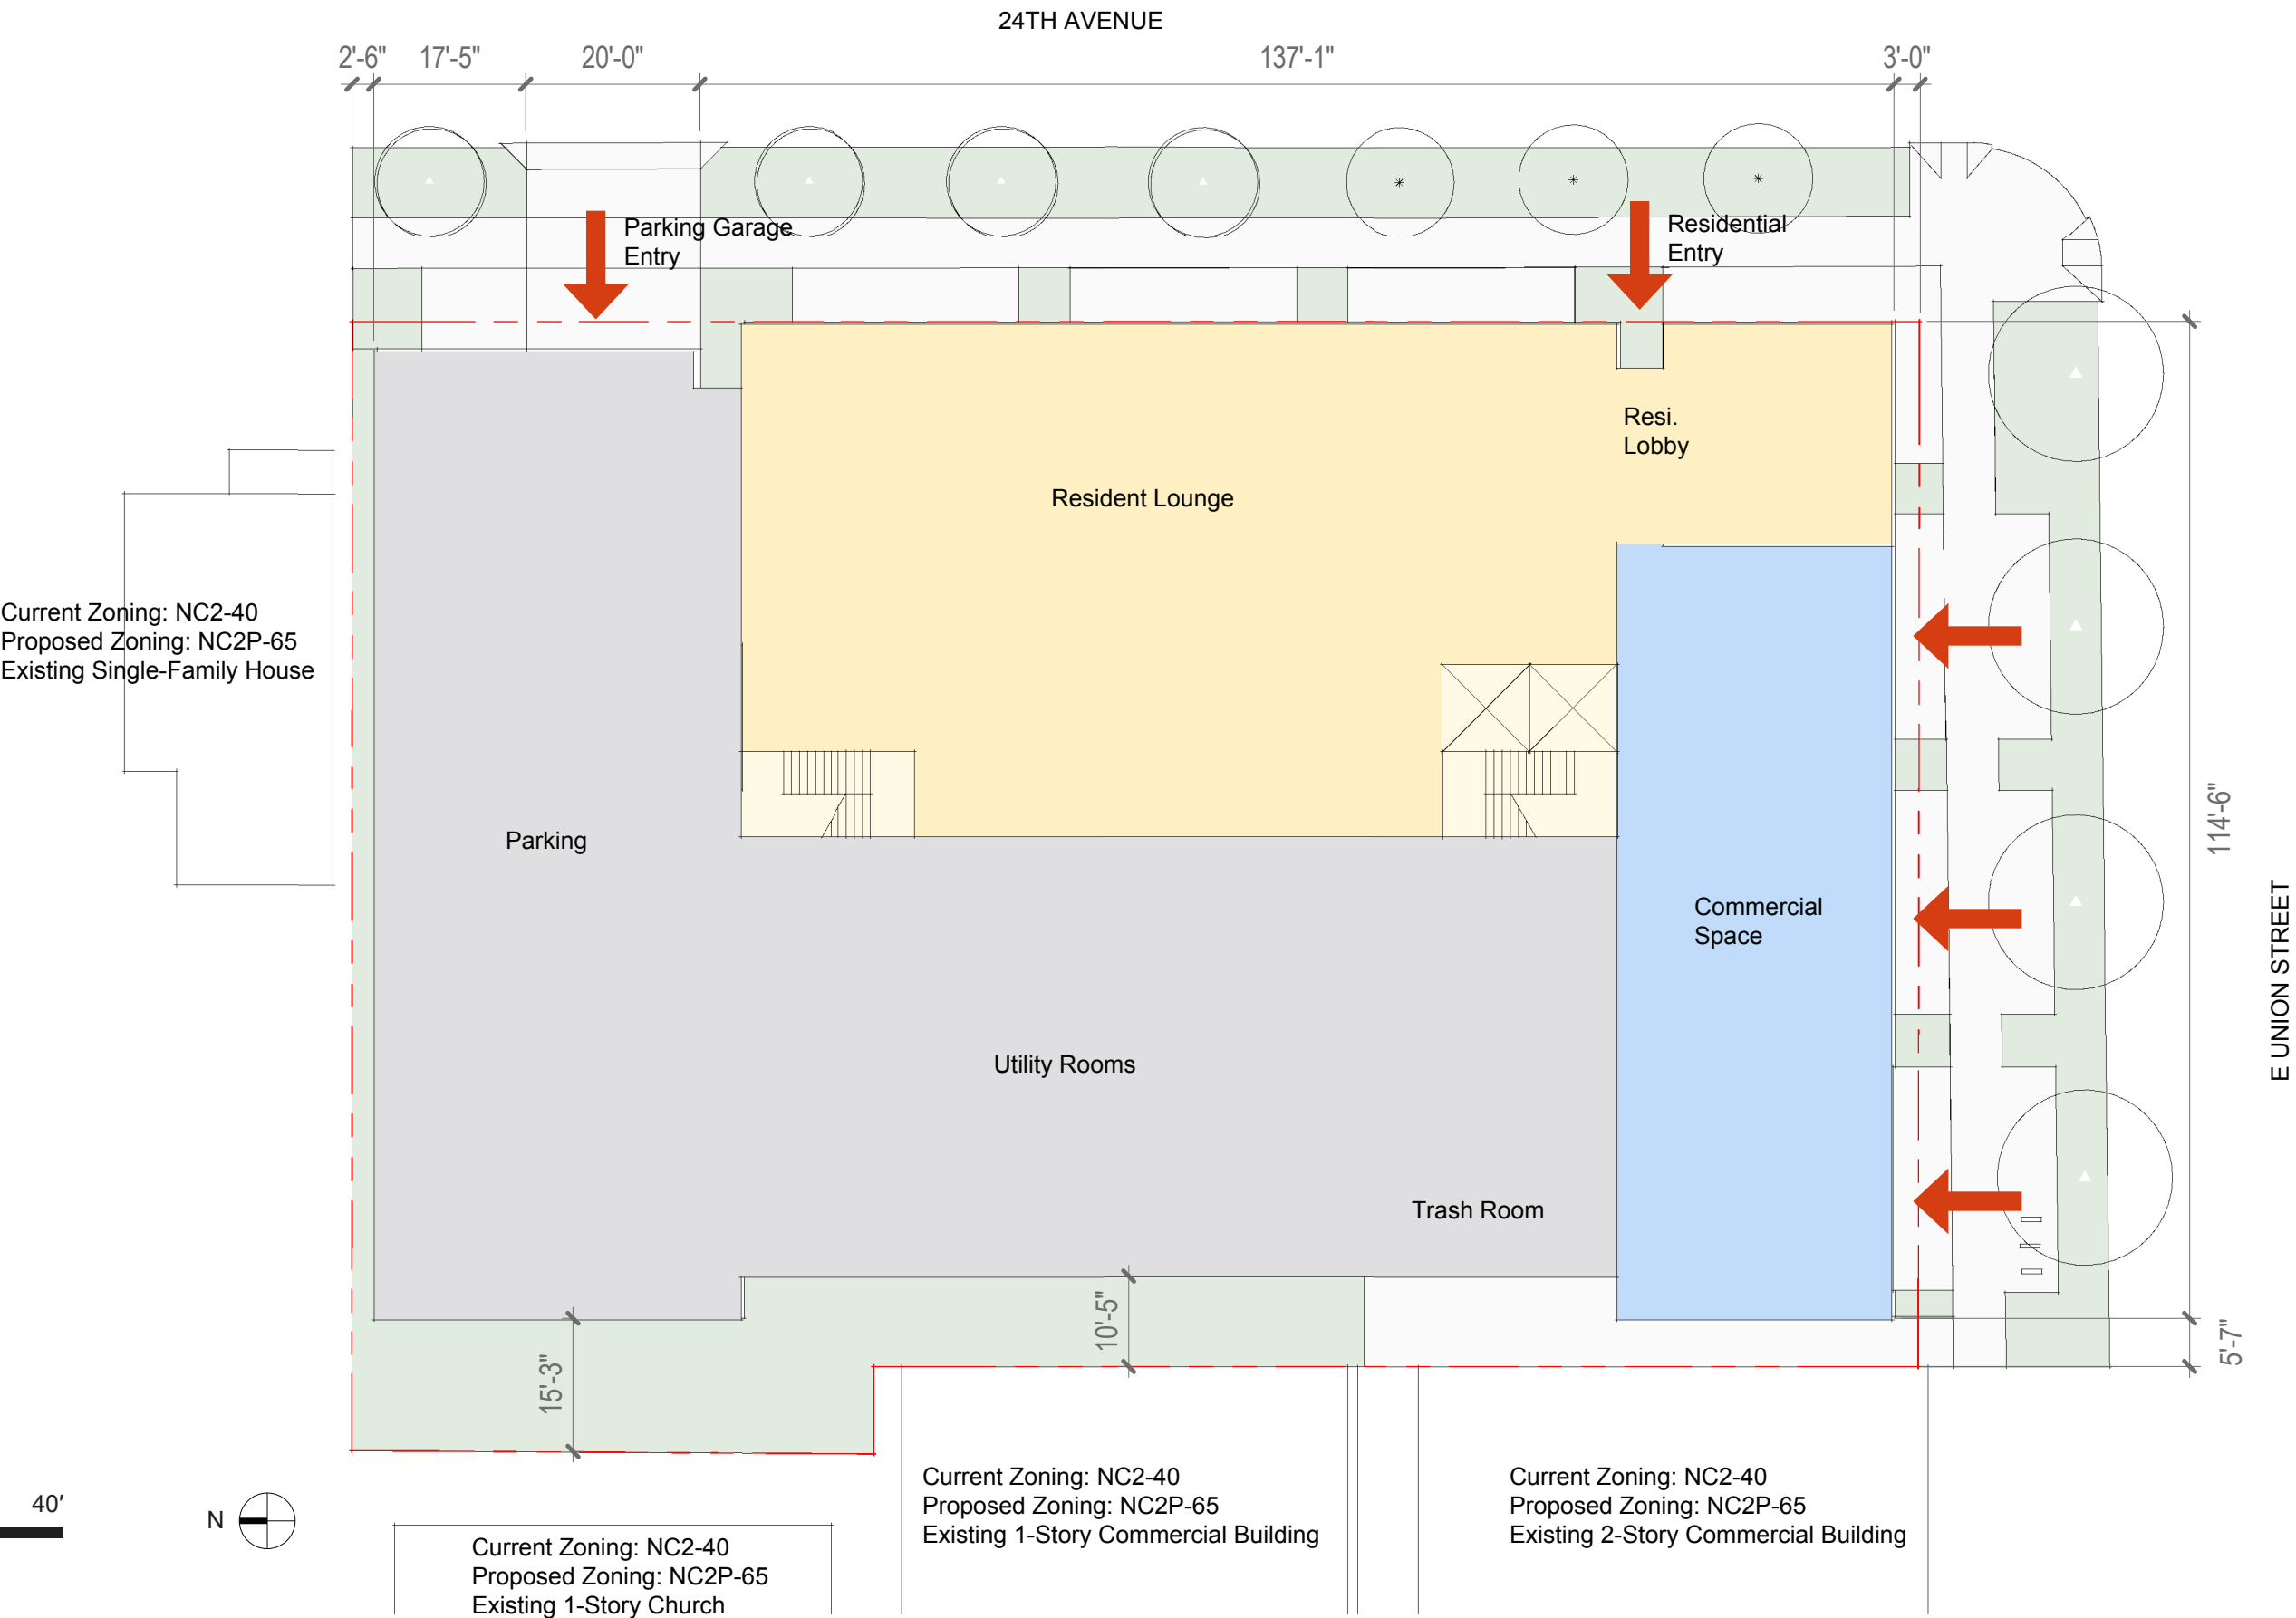 24TH AVENUE
2'-6"
17'-5"
20'-0"
137'-1"
3'-0"
Parking Garage
Entry
Residential
Entry
Resi.
Lobby
Resident Lounge
Current Zoning: NC2-40
Proposed Zoning: NC2P-65
Existing Single-Family House
Parking
114'-6"
Commercial
Space
E UNION STREET
Utility Rooms
Trash Room
10'-5"
15'-3"
5'-7"
40'
N
Current Zoning: NC2-40
Proposed Zoning: NC2P-65
Existing 1-Story Church
Current Zoning: NC2-40
Proposed Zoning: NC2P-65
Existing 1-Story Commercial Building
Current Zoning: NC2-40
Proposed Zoning: NC2P-65
Existing 2-Story Commercial Building